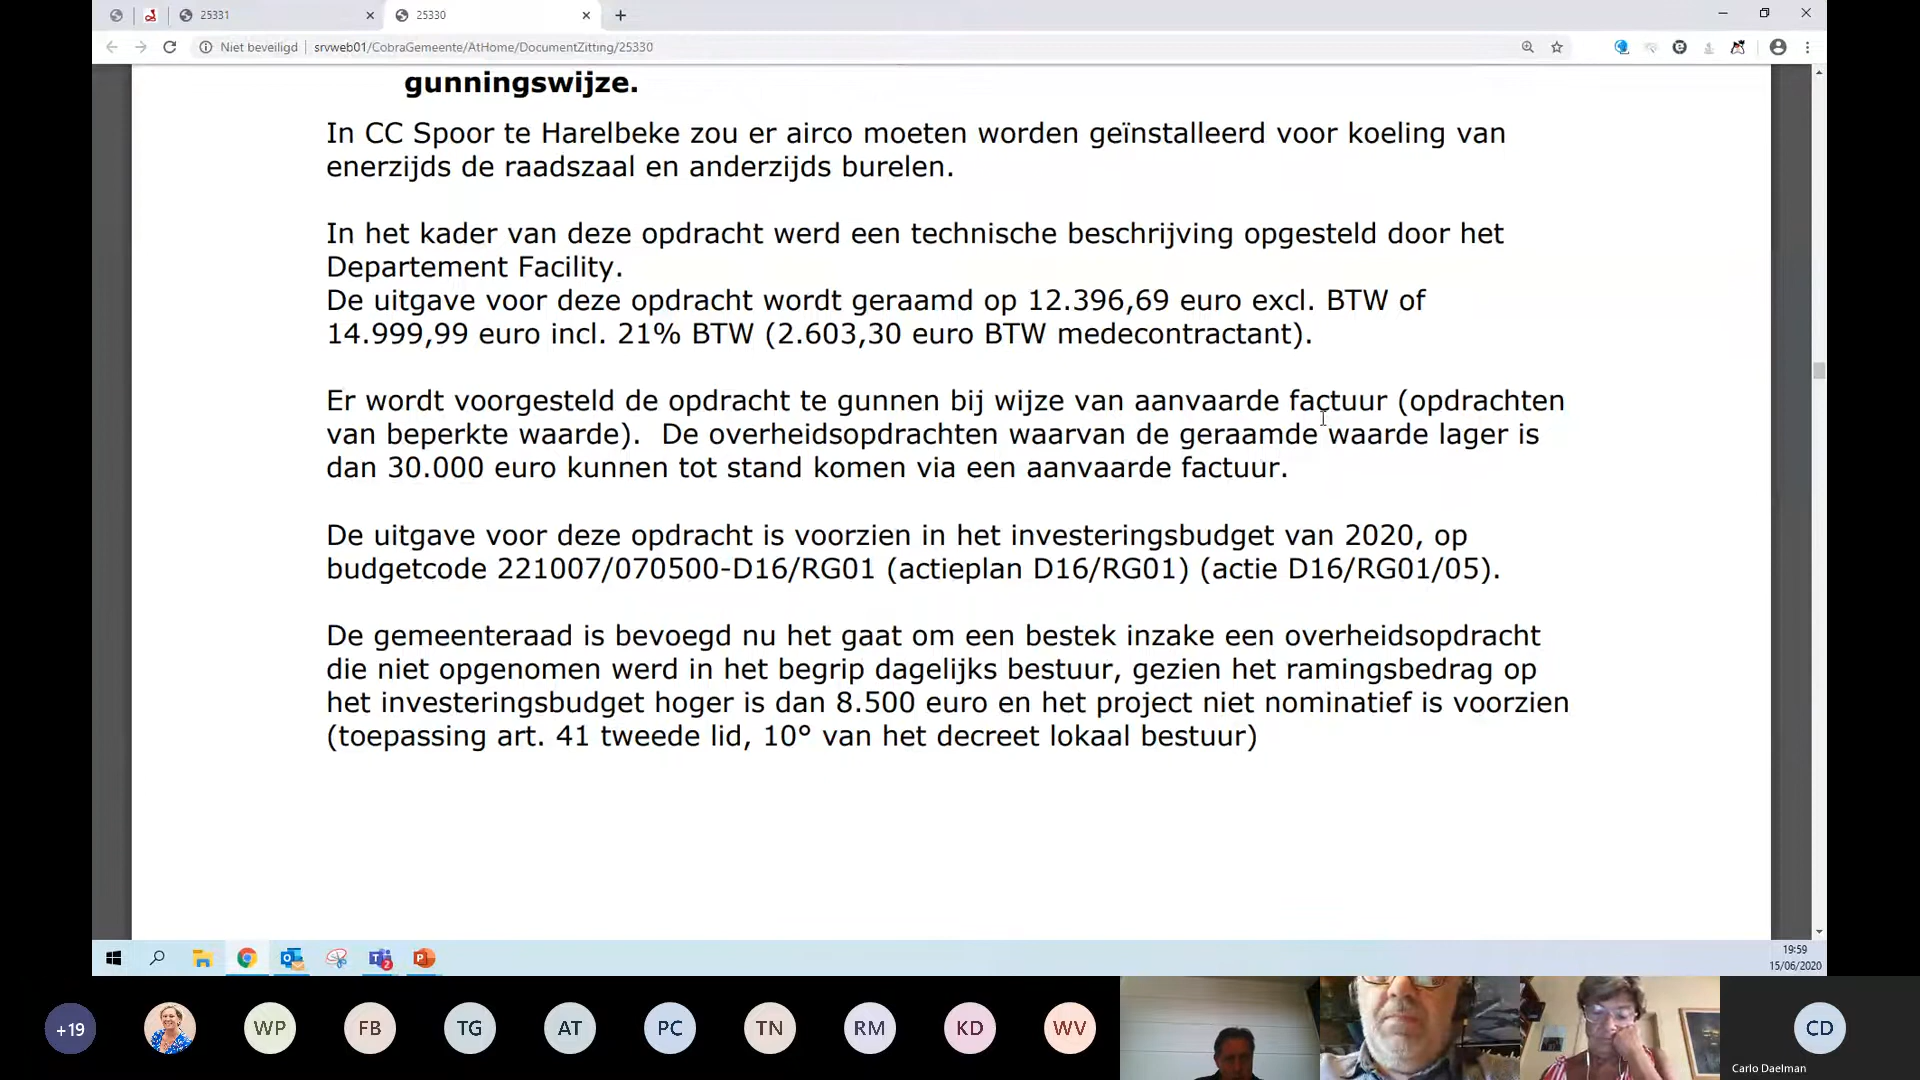 25331
25330
Niet beveiligd
srvweb01/CobraGemeente/AtHome/DocumentZitting/25330
gunningswijze.
In CC Spoor te Harelbeke zou er airco moeten worden geïnstalleerd voor koeling van
enerzijds de raadszaal en anderzijds burelen.
In het kader van deze opdracht werd een technische beschrijving opgesteld door het
Departement Facility.
De uitgave voor deze opdracht wordt geraamd op 12.396,69 euro excl. BTW of
14.999,99 euro incl. 21% BTW (2.603,30 euro BTW medecontractant).
Er wordt voorgesteld de opdracht te gunnen bij wijze van aanvaarde factuur (opdrachten
van beperkte waarde).  De overheidsopdrachten waarvan de geraamde waarde lager is
dan 30.000 euro kunnen tot stand komen via een aanvaarde factuur.
De uitgave voor deze opdracht is voorzien in het investeringsbudget van 2020, op
budgetcode 221007/070500-D16/RG01 (actieplan D16/RG01) (actie D16/RG01/05).
De gemeenteraad is bevoegd nu het gaat om een bestek inzake een overheidsopdracht
die niet opgenomen werd in het begrip dagelijks bestuur, gezien het ramingsbedrag op
het investeringsbudget hoger is dan 8.500 euro en het project niet nominatief is voorzien
(toepassing art. 41 tweede lid, 10° van het decreet lokaal bestuur)
19:59
15/06/2020
+19
WP
FB
TG
AT
PC
TN
RM
KD
WV
CD
Carlo Daelman